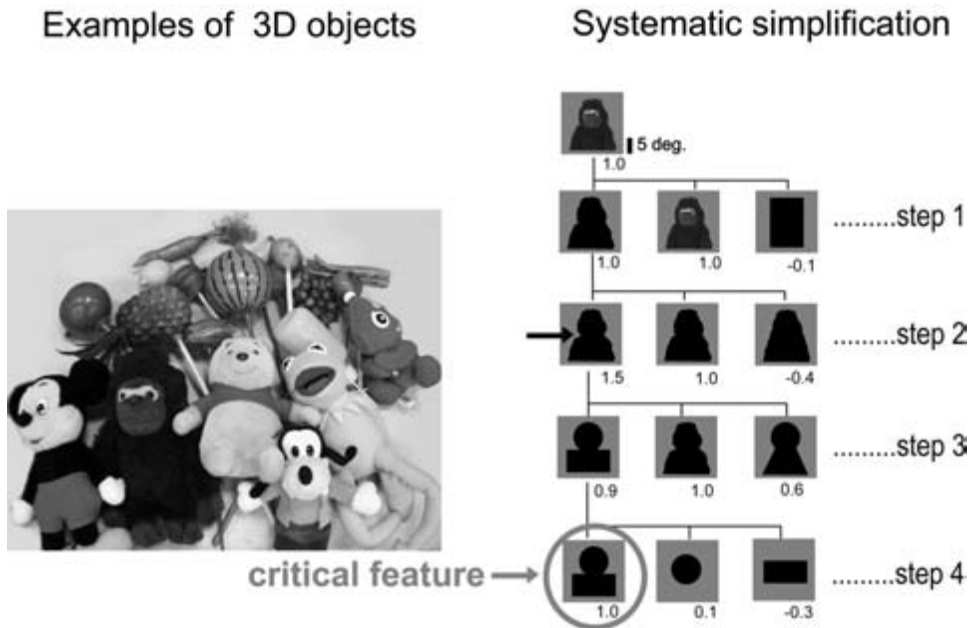 Examples of 3D objects
Systematic simplification
5 deg.
1.0
1.0 1.0 -0.1 .........step 1
1.5 1.0 -0.4 .........step 2
0.9 1.0 0.6 .........step 3
critical feature
1.0 0.1 -0.3 .........step 4